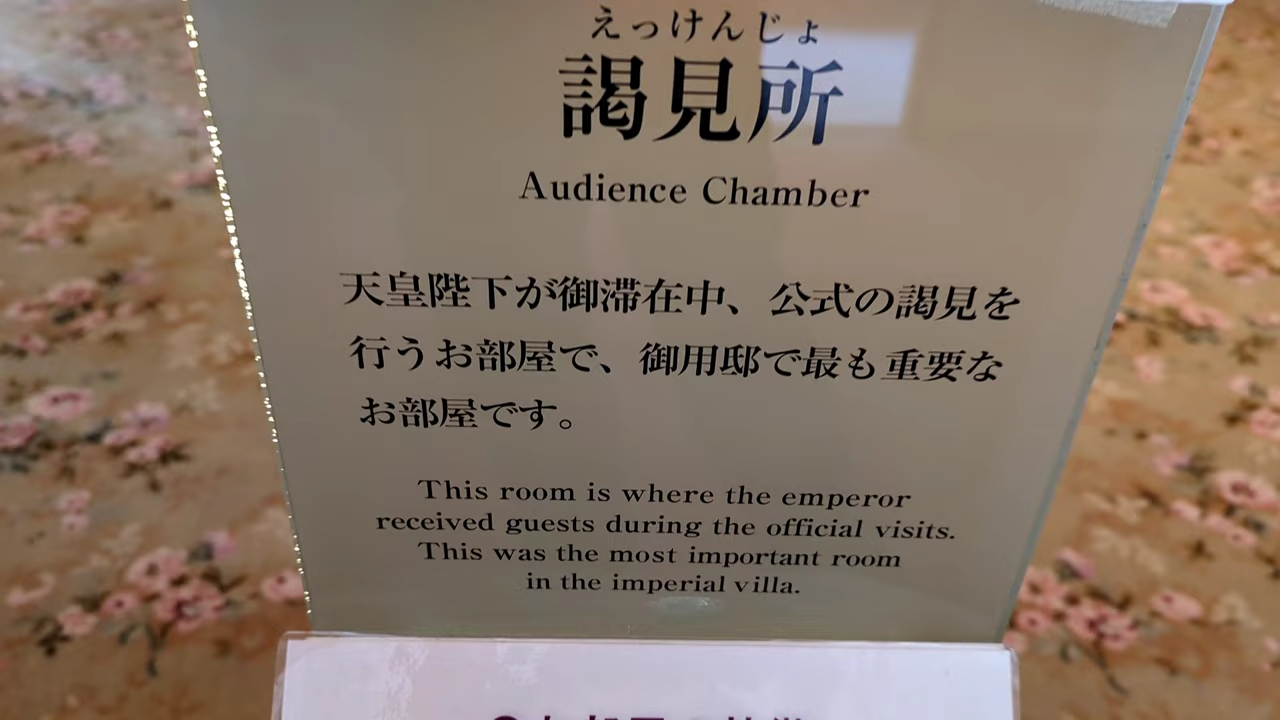 えっけんじょ
謁見所
Audience Chamber
天皇陛下が御滞在中、公式の謁見を
行うお部屋で、御用邸で最も重要な
お部屋です。
This room is where the emperor
received guests during the official visits.
This was the most important room
in the imperial villa.